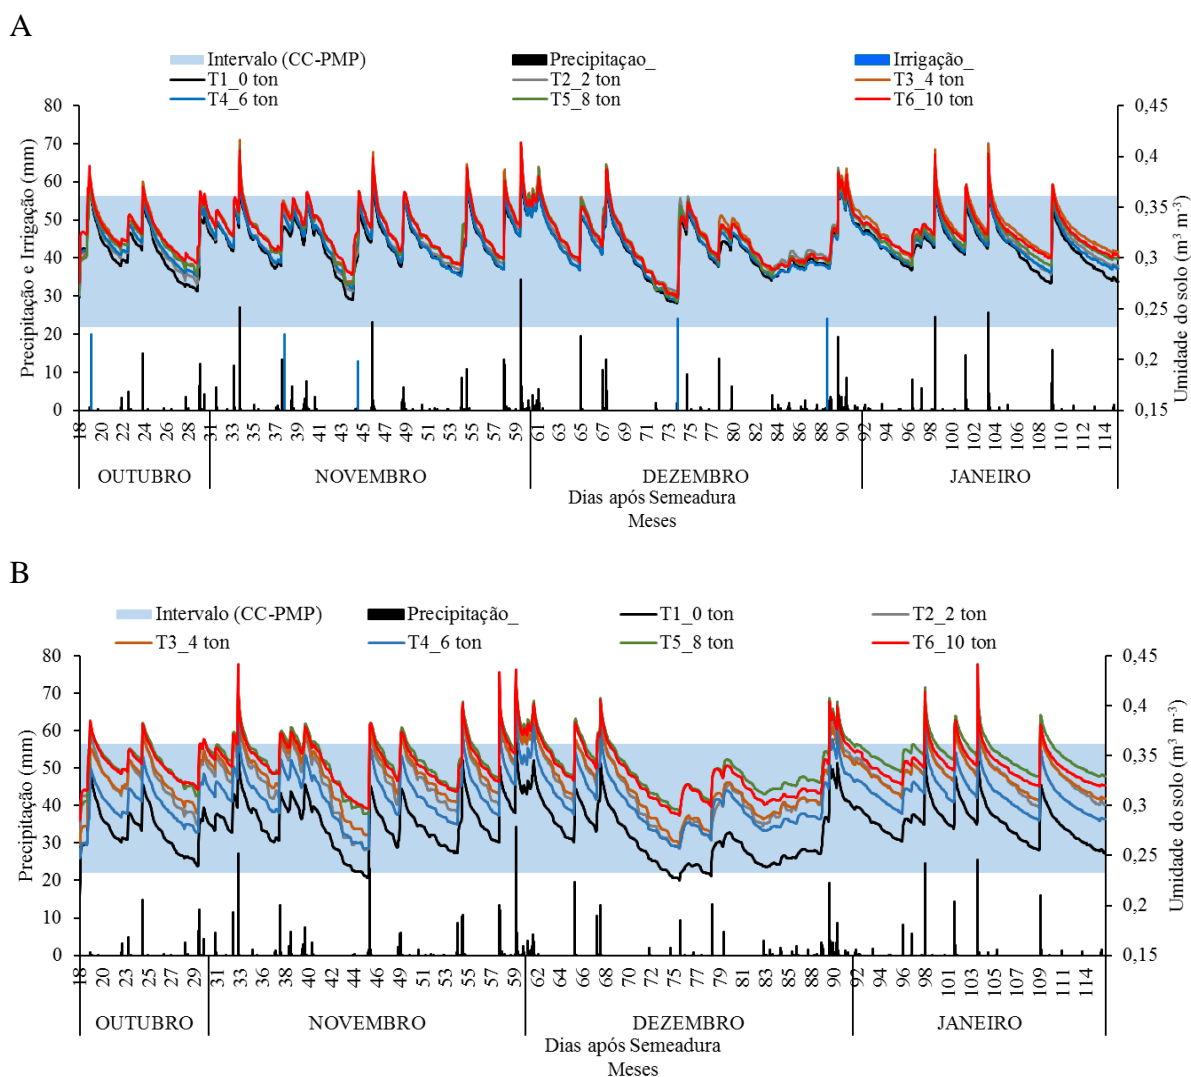 A
Intervalo (CC-PMP) Precipitaçao_ Irrigação_
T1_0 ton T2_2 ton T3_4 ton
T4_6 ton T5_8 ton T6_10 ton
Precipitação e Irrigação (mm)
80 70 60 50 40 30 20 10 0
0,45 0,4 0,35 0,3 0,25 0,2 0,15
Umidade do solo (m³ m⁻³)
18 20 22 24 26 28 31 33 35 37 39 41 43 45 47 49 51 53 55 57 59 61 63 65 67 69 71 73 75 78 80 82 84 86 88 90 92 94 96 98 100 102 104 106 108 110 112 114
OUTUBRO NOVEMBRO DEZEMBRO JANEIRO
Dias após Semeadura
Meses
B
Intervalo (CC-PMP) Precipitação_ T1_0 ton T2_2 ton
T3_4 ton T4_6 ton T5_8 ton T6_10 ton
Precipitação (mm)
80 70 60 50 40 30 20 10 0
0,45 0,4 0,35 0,3 0,25 0,2 0,15
Umidade do solo (m³ m⁻³)
18 20 23 25 27 29 31 33 36 38 40 42 44 46 49 51 53 55 57 59 62 64 66 68 70 72 75 77 79 81 83 85 88 90 92 94 96 98 101 103 105 107 109 111 114
OUTUBRO NOVEMBRO DEZEMBRO JANEIRO
Dias após Semeadura
Meses